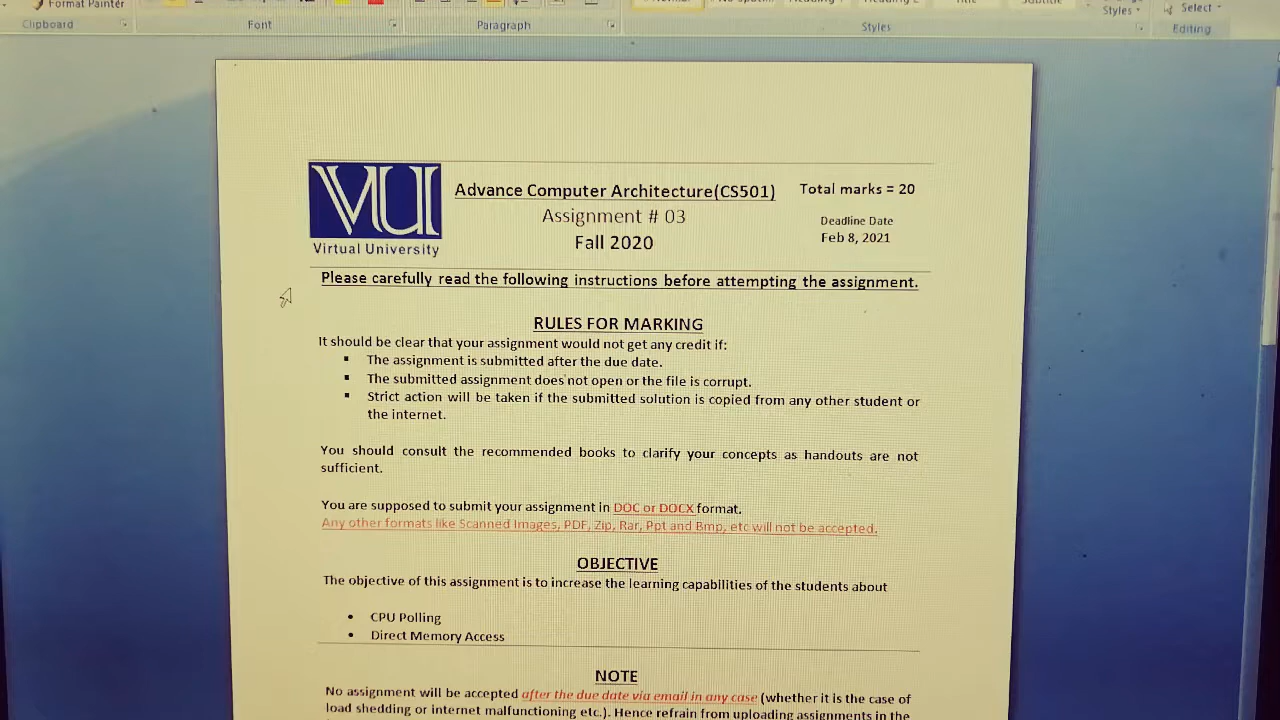 Format Painter
Clipboard
Font
Paragraph
Styles
Styles
Select
Editing
VU
Virtual University
Advance Computer Architecture(CS501)
Assignment # 03
Fall 2020
Total marks = 20
Deadline Date
Feb 8, 2021
Please carefully read the following instructions before attempting the assignment.
RULES FOR MARKING
It should be clear that your assignment would not get any credit if:
▪ The assignment is submitted after the due date.
▪ The submitted assignment does not open or the file is corrupt.
▪ Strict action will be taken if the submitted solution is copied from any other student or
the internet.
You should consult the recommended books to clarify your concepts as handouts are not
sufficient.
You are supposed to submit your assignment in DOC or DOCX format.
Any other formats like Scanned Images, PDF, Zip, Rar, Ppt and Bmp, etc will not be accepted.
OBJECTIVE
The objective of this assignment is to increase the learning capabilities of the students about
• CPU Polling
• Direct Memory Access
NOTE
No assignment will be accepted after the due date via email in any case (whether it is the case of
load shedding or internet malfunctioning etc.). Hence refrain from uploading assignments in the